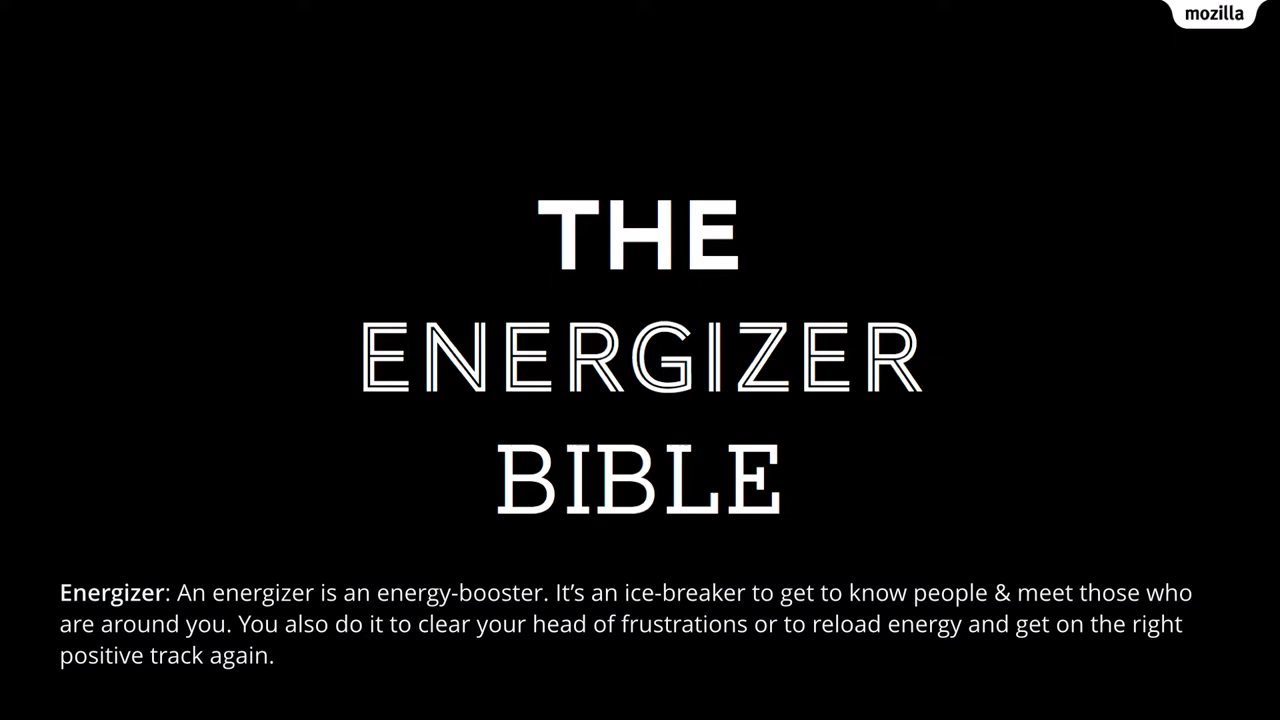 mozilla
THE
ENERGIZER
BIBLE
Energizer: An energizer is an energy-booster. It’s an ice-breaker to get to know people & meet those who
are around you. You also do it to clear your head of frustrations or to reload energy and get on the right
positive track again.